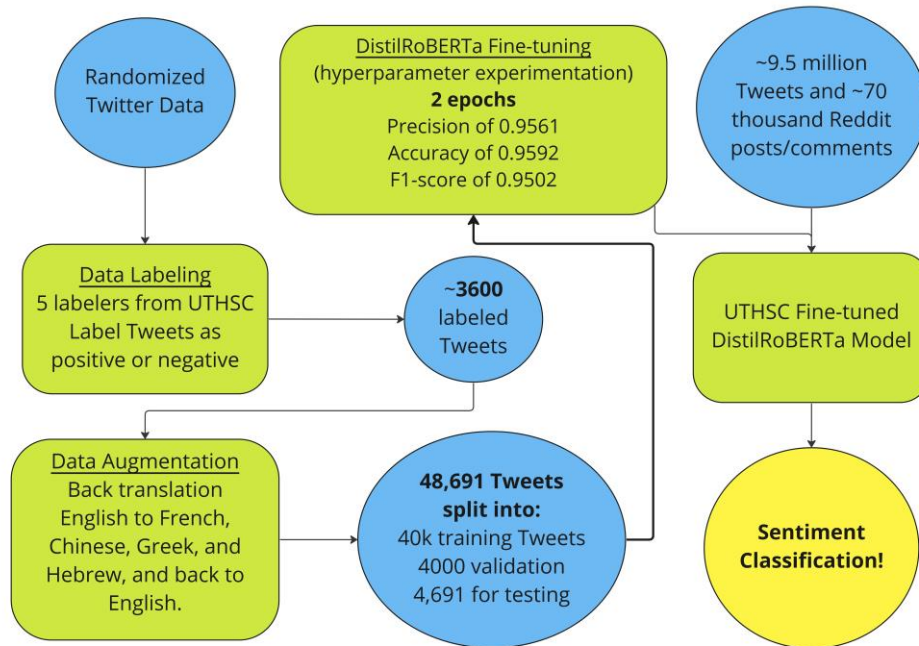 Randomized
Twitter Data
Data Labeling
5 labelers from UTHSC
Label Tweets as
positive or negative
~3600
labeled
Tweets
Data Augmentation
Back translation
English to French,
Chinese, Greek, and
Hebrew, and back to
English.
48,691 Tweets
split into:
40k training Tweets
4000 validation
4,691 for testing
DistilRoBERTa Fine-tuning
(hyperparameter experimentation)
2 epochs
Precision of 0.9561
Accuracy of 0.9592
F1-score of 0.9502
~9.5 million
Tweets and ~70
thousand Reddit
posts/comments
UTHSC Fine-tuned
DistilRoBERTa Model
Sentiment
Classification!